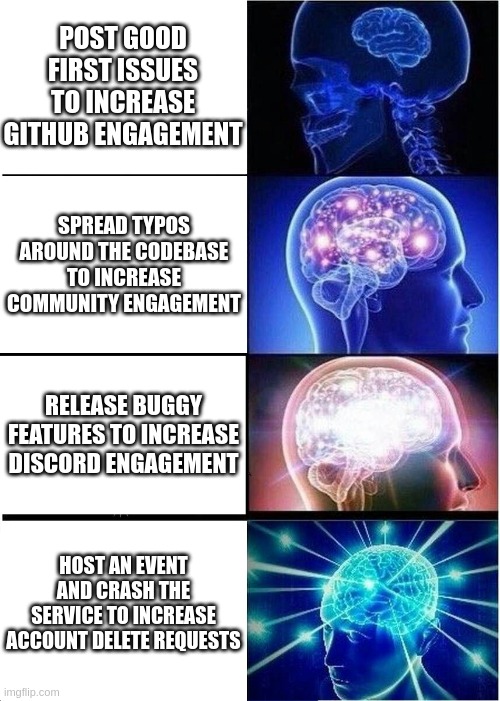 POST GOOD
FIRST ISSUES
TO INCREASE
GITHUB ENGAGEMENT
SPREAD TYPOS
AROUND THE CODEBASE
TO INCREASE
COMMUNITY ENGAGEMENT
RELEASE BUGGY
FEATURES TO INCREASE
DISCORD ENGAGEMENT
HOST AN EVENT
AND CRASH THE
SERVICE TO INCREASE
ACCOUNT DELETE REQUESTS
imgflip.com